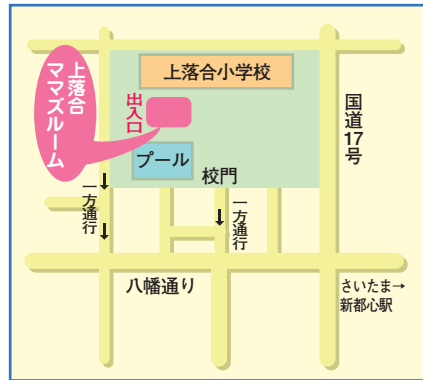 上落合小学校
上落合
ママズルーム
出入口
国道17号
プール
校門
一方通行
一方通行
八幡通り
さいたま→
新都心駅